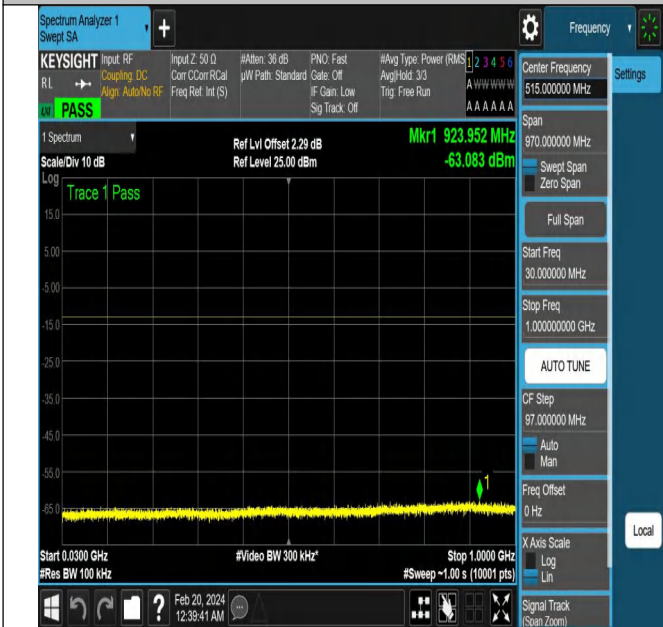 Spectrum Analyzer 1
Swept SA
+
Frequency
KEYSIGHT
RL
Input: RF
Coupling: DC
Align: Auto/No RF
Input Z: 50 Ω
Corr CCorr RCal
Freq Ref: Int (S)
#Atten: 36 dB
µW Path: Standard
PNO: Fast
Gate: Off
IF Gain: Low
Sig Track: Off
#Avg Type: Power (RMS
Avg|Hold: 3/3
Trig: Free Run
1 2 3 4 5 6
A W W W W W
A A A A A A
PASS
1 Spectrum
Scale/Div 10 dB
Ref Lvl Offset 2.29 dB
Ref Level 25.00 dBm
Mkr1 923.952 MHz
-63.083 dBm
Log
Trace 1 Pass
15.0
5.00
-5.00
-15.0
-25.0
-35.0
-45.0
-55.0
-65.0
1
Start 0.0300 GHz
#Res BW 100 kHz
#Video BW 300 kHz*
Stop 1.0000 GHz
#Sweep ~1.00 s (10001 pts)
?
Feb 20, 2024
12:39:41 AM
Center Frequency
515.000000 MHz
Span
970.000000 MHz
Swept Span
Zero Span
Full Span
Start Freq
30.000000 MHz
Stop Freq
1.000000000 GHz
AUTO TUNE
CF Step
97.000000 MHz
Auto
Man
Freq Offset
0 Hz
X Axis Scale
Log
Lin
Signal Track
(Span Zoom)
Settings
Local